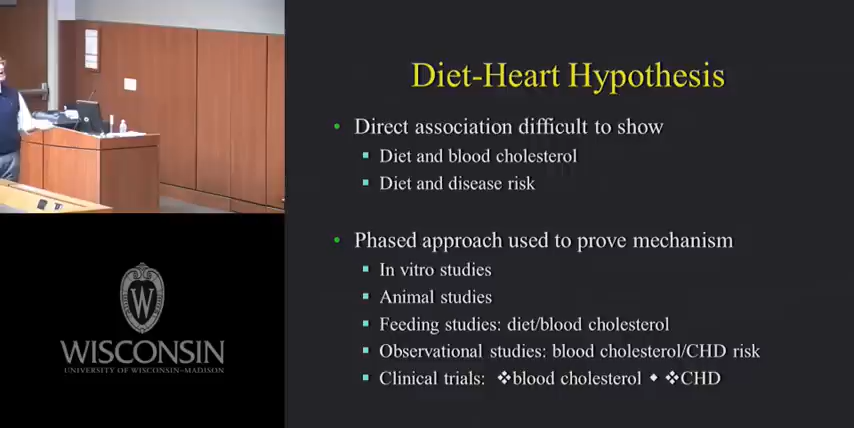 Diet-Heart Hypothesis
• Direct association difficult to show
▪ Diet and blood cholesterol
▪ Diet and disease risk
• Phased approach used to prove mechanism
▪ In vitro studies
▪ Animal studies
▪ Feeding studies: diet/blood cholesterol
▪ Observational studies: blood cholesterol/CHD risk
▪ Clinical trials: ❖blood cholesterol ◆ ❖CHD
W
WISCONSIN
UNIVERSITY OF WISCONSIN–MADISON